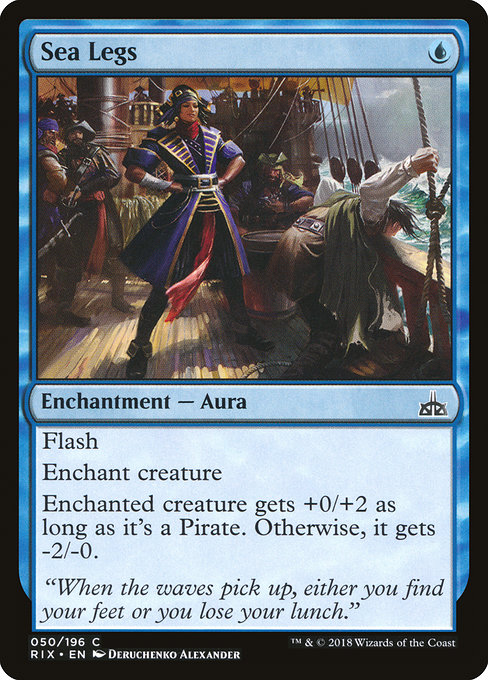 Sea Legs
Enchantment — Aura
Flash
Enchant creature
Enchanted creature gets +0/+2 as
long as it's a Pirate. Otherwise, it gets
-2/-0.
“When the waves pick up, either you find
your feet or you lose your lunch.”
050/196 C
RIX • EN Deruchenko Alexander
™ & © 2018 Wizards of the Coast